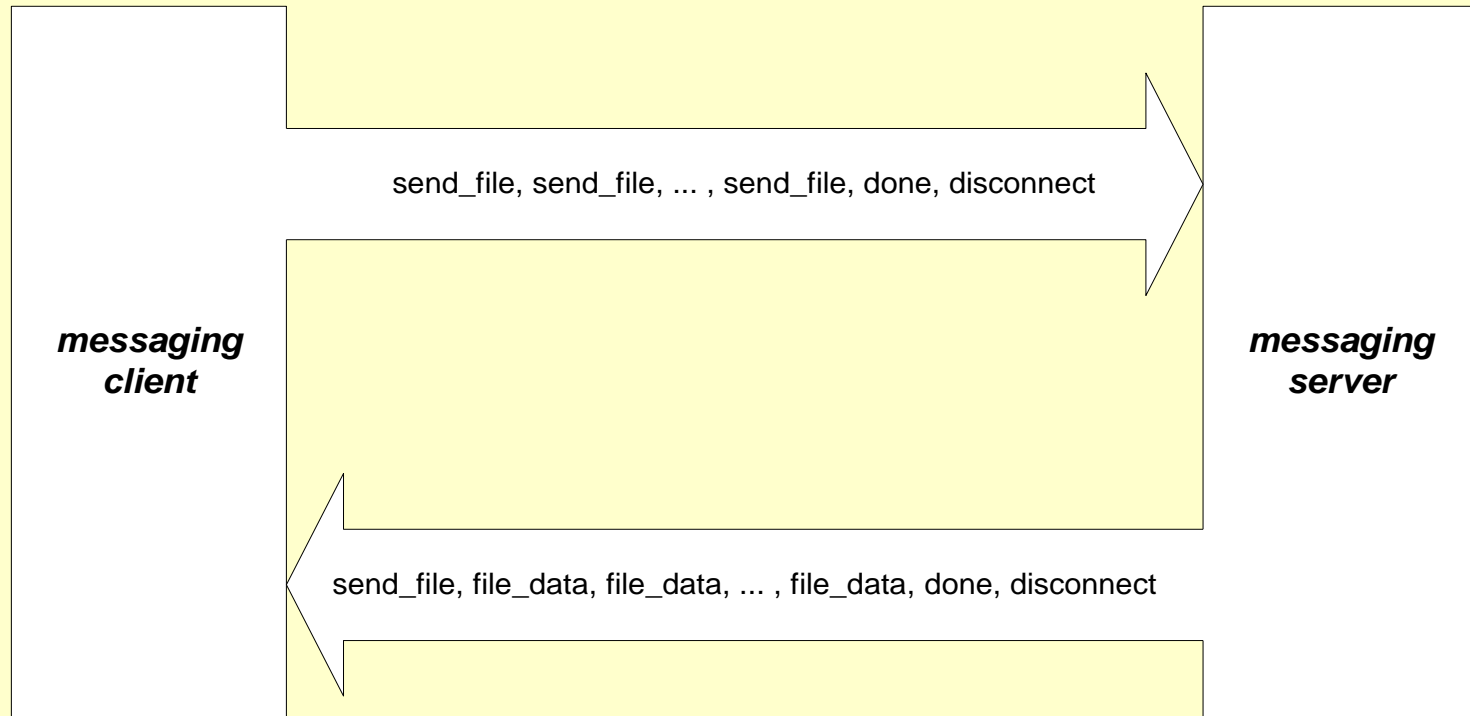 send_file, send_file, ... , send_file, done, disconnect
messaging
client
messaging
server
send_file, file_data, file_data, ... , file_data, done, disconnect